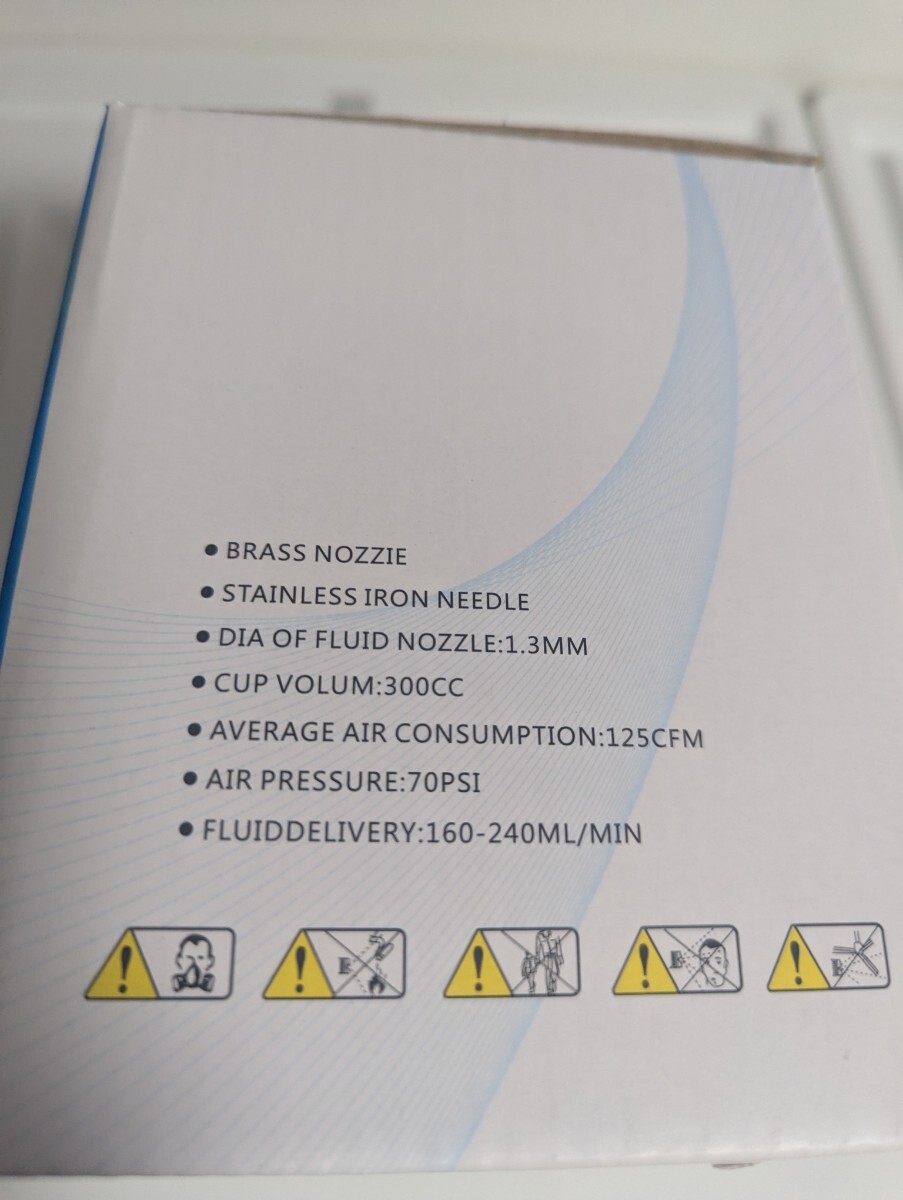 ● BRASS NOZZIE
● STAINLESS IRON NEEDLE
● DIA OF FLUID NOZZLE:1.3MM
● CUP VOLUM:300CC
● AVERAGE AIR CONSUMPTION:125CFM
● AIR PRESSURE:70PSI
● FLUIDDELIVERY:160-240ML/MIN